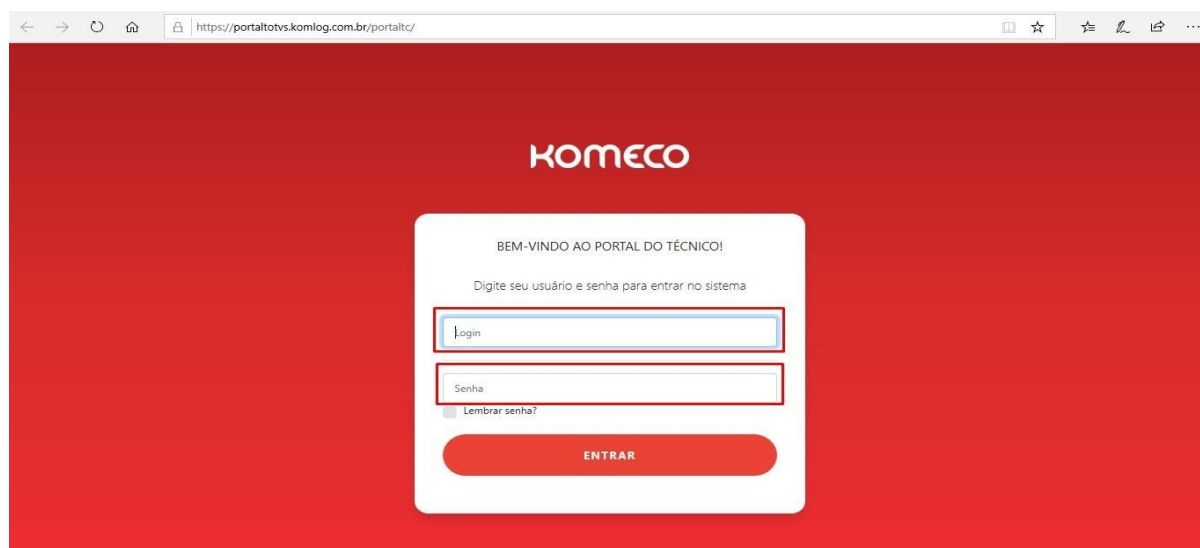 https://portaltotvs.komlog.com.br/portaltc/
KOMECO
BEM-VINDO AO PORTAL DO TÉCNICO!
Digite seu usuário e senha para entrar no sistema
Login
Senha
Lembrar senha?
ENTRAR